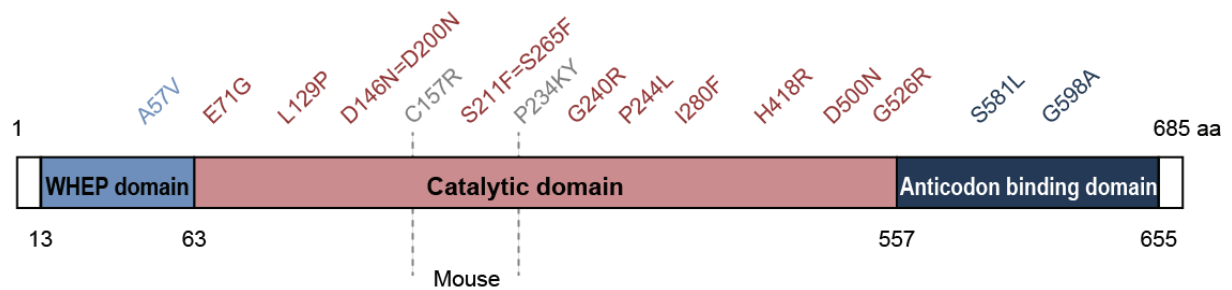 A57V E71G L129P D146N=D200N C157R S211F=S265F P234KY G240R P244L I280F H418R D500N G526R S581L G598A
1 685 aa
WHEP domain Catalytic domain Anticodon binding domain
13 63 557 655
Mouse